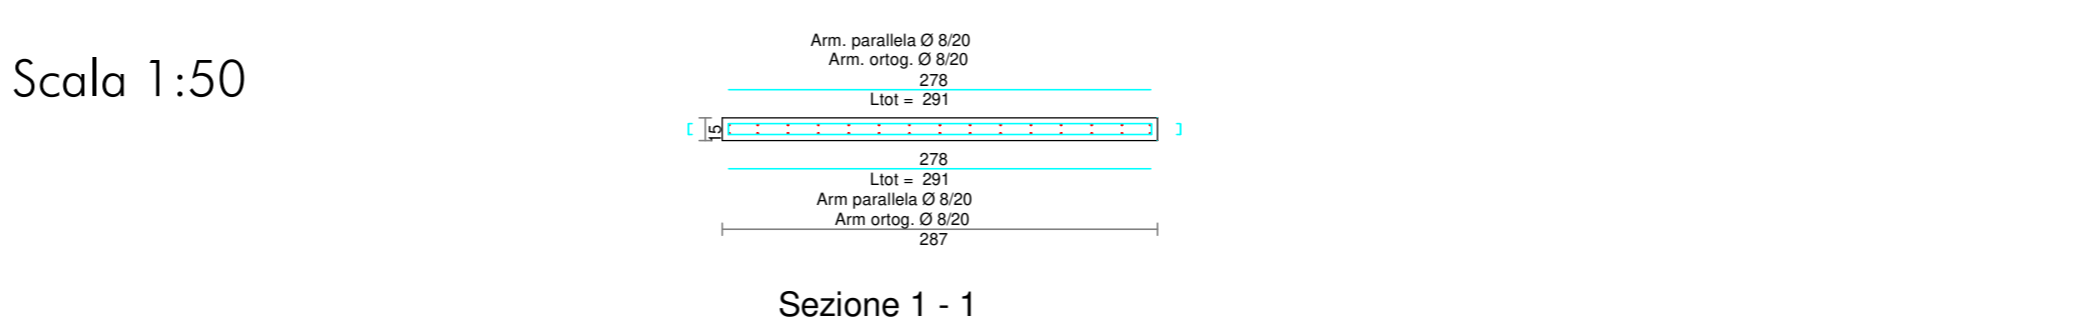 Scala 1:50
Arm. parallela Ø 8/20
Arm. ortog. Ø 8/20
278
Ltot = 291
15
278
Ltot = 291
Arm parallela Ø 8/20
Arm ortog. Ø 8/20
287
Sezione 1 - 1